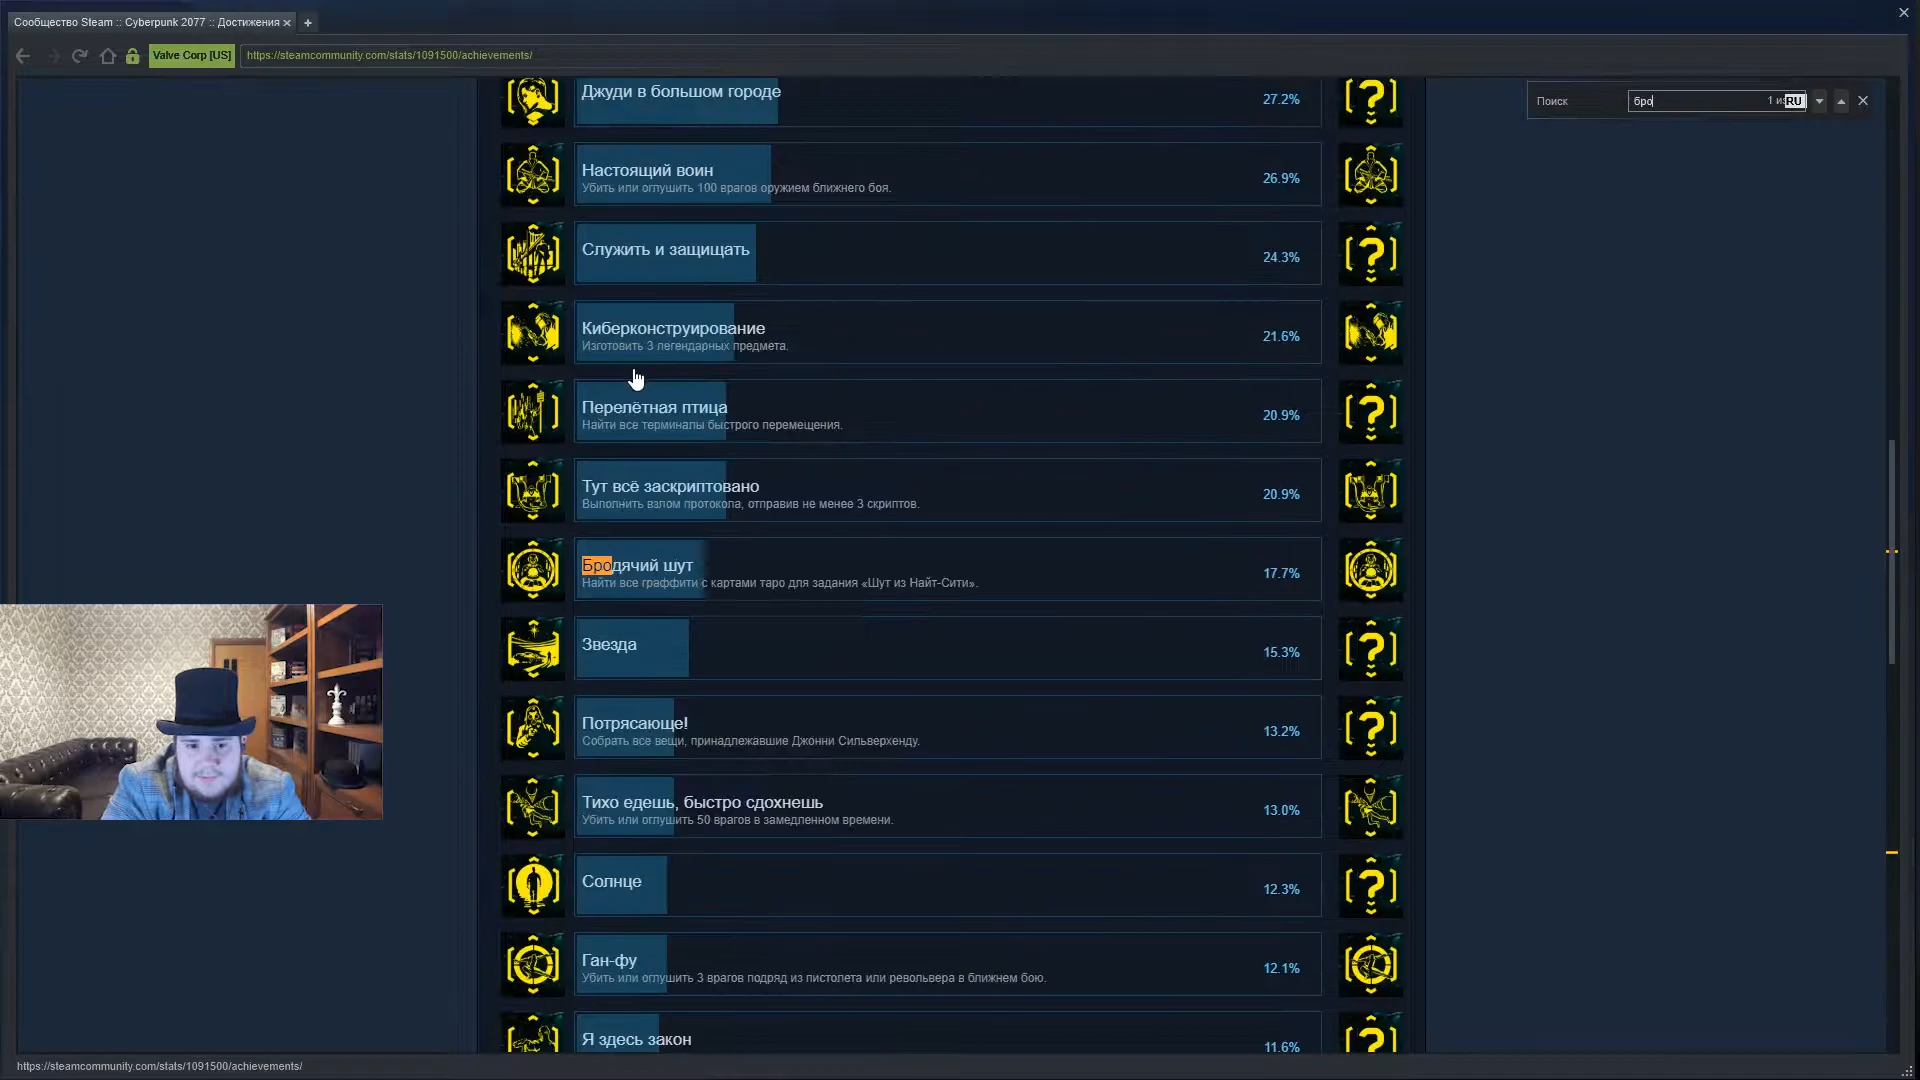 Сообщество Steam :: Cyberpunk 2077 :: Достижения
Valve Corp [US]
https://steamcommunity.com/stats/1091500/achievements/
Поиск
бро
1 из
RU
Джуди в большом городе
27.2%
Настоящий воин
Убить или оглушить 100 врагов оружием ближнего боя.
26.9%
Служить и защищать
24.3%
Киберконструирование
Изготовить 3 легендарных предмета.
21.6%
Перелётная птица
Найти все терминалы быстрого перемещения.
20.9%
Тут всё заскриптовано
Выполнить взлом протокола, отправив не менее 3 скриптов.
20.9%
Бродячий шут
Найти все граффити с картами таро для задания «Шут из Найт-Сити».
17.7%
Звезда
15.3%
Потрясающе!
Собрать все вещи, принадлежавшие Джонни Сильверхенду.
13.2%
Тихо едешь, быстро сдохнешь
Убить или оглушить 50 врагов в замедленном времени.
13.0%
Солнце
12.3%
Ган-фу
Убить или оглушить 3 врагов подряд из пистолета или револьвера в ближнем бою.
12.1%
Я здесь закон
11.6%
https://steamcommunity.com/stats/1091500/achievements/